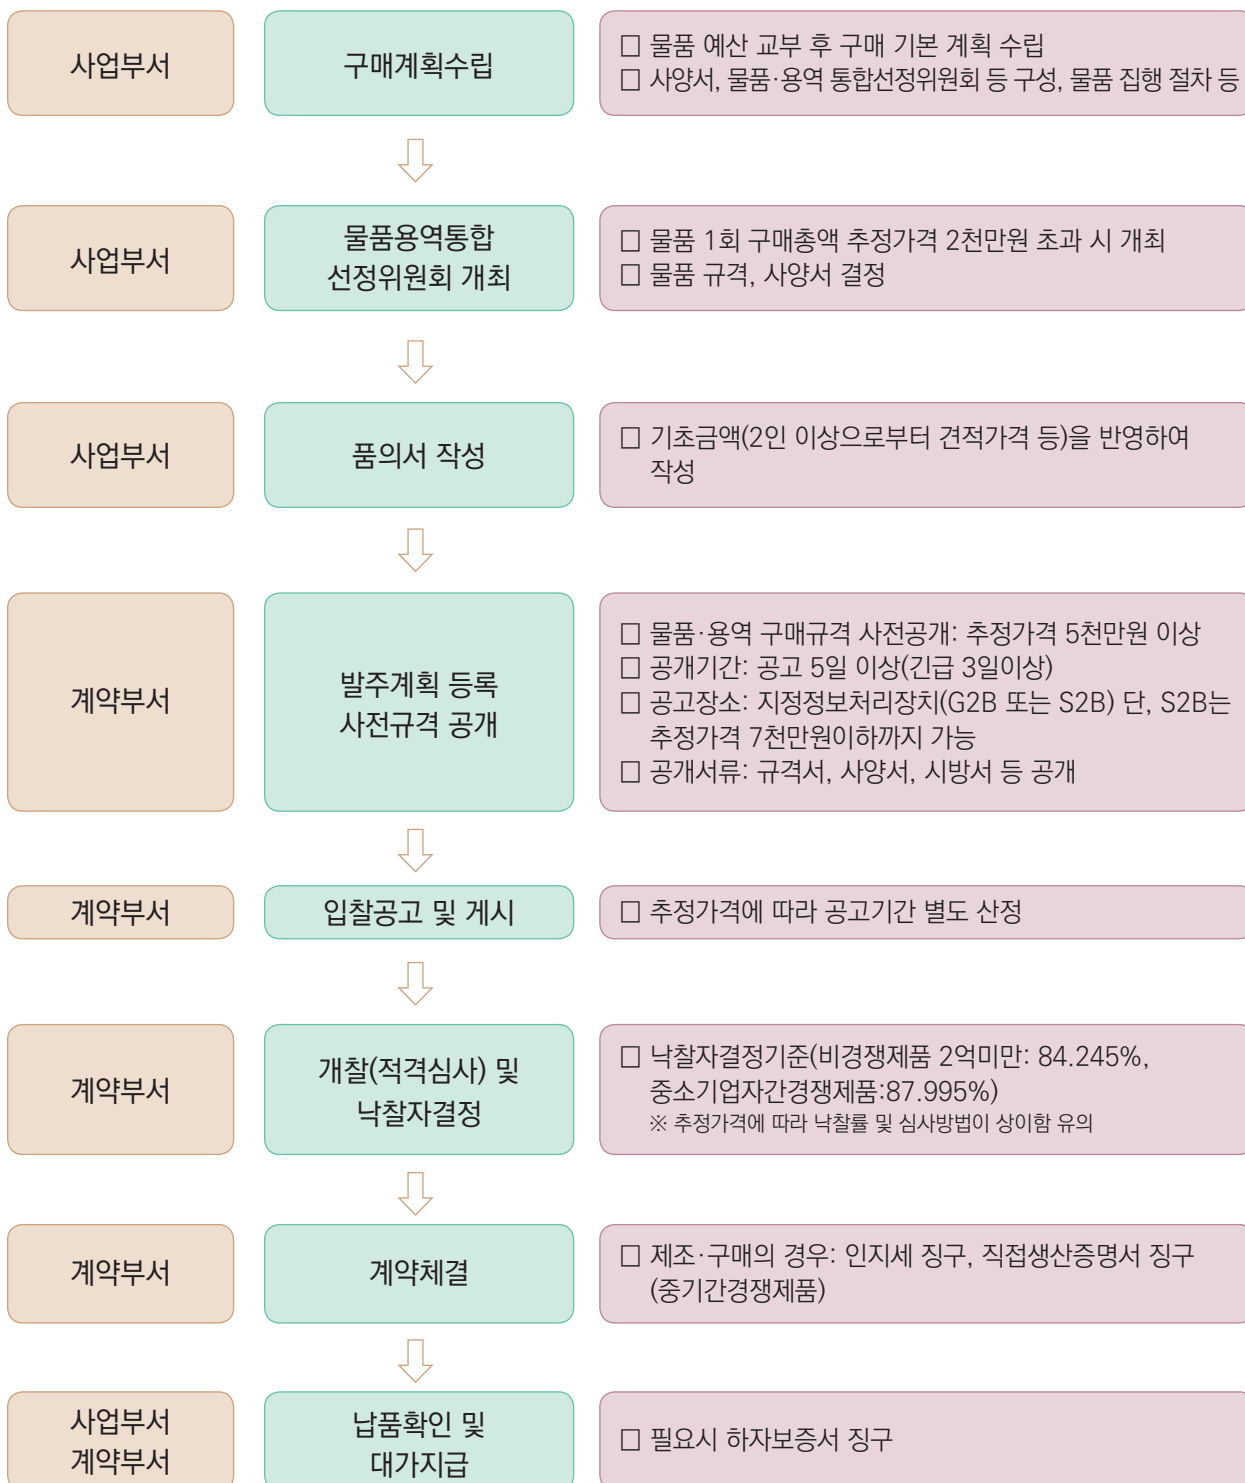 사업부서
구매계획수립
□ 물품 예산 교부 후 구매 기본 계획 수립
□ 사양서, 물품·용역 통합선정위원회 등 구성, 물품 집행 절차 등
사업부서
물품용역통합
선정위원회 개최
□ 물품 1회 구매총액 추정가격 2천만원 초과 시 개최
□ 물품 규격, 사양서 결정
사업부서
품의서 작성
□ 기초금액(2인 이상으로부터 견적가격 등)을 반영하여
작성
계약부서
발주계획 등록
사전규격 공개
□ 물품·용역 구매규격 사전공개: 추정가격 5천만원 이상
□ 공개기간: 공고 5일 이상(긴급 3일이상)
□ 공고장소: 지정정보처리장치(G2B 또는 S2B) 단, S2B는
추정가격 7천만원이하까지 가능
□ 공개서류: 규격서, 사양서, 시방서 등 공개
계약부서
입찰공고 및 게시
□ 추정가격에 따라 공고기간 별도 산정
계약부서
개찰(적격심사) 및
낙찰자결정
□ 낙찰자결정기준(비경쟁제품 2억미만: 84.245%,
중소기업자간경쟁제품:87.995%)
※ 추정가격에 따라 낙찰률 및 심사방법이 상이함 유의
계약부서
계약체결
□ 제조·구매의 경우: 인지세 징구, 직접생산증명서 징구
(중기간경쟁제품)
사업부서
계약부서
납품확인 및
대가지급
□ 필요시 하자보증서 징구